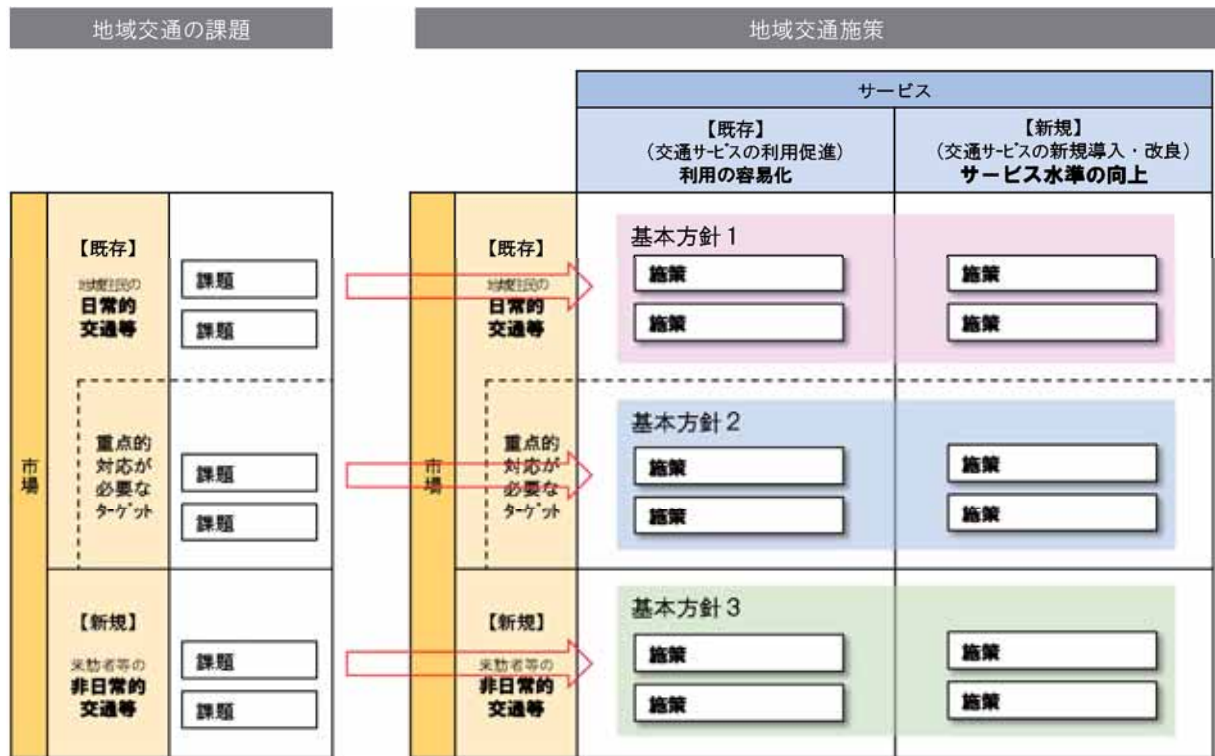 地域交通の課題
地域交通施策
サービス
【既存】
(交通サービスの利用促進)
利用の容易化
【新規】
(交通サービスの新規導入・改良)
サービス水準の向上
市場
【既存】
地域住民の
日常的
交通等
課題
課題
重点的
対応が
必要な
ターゲット
課題
課題
【新規】
来訪者等の
非日常的
交通等
課題
課題
市場
【既存】
地域住民の
日常的
交通等
基本方針1
施策
施策
施策
施策
重点的
対応が
必要な
ターゲット
基本方針2
施策
施策
施策
施策
【新規】
来訪者等の
非日常的
交通等
基本方針3
施策
施策
施策
施策